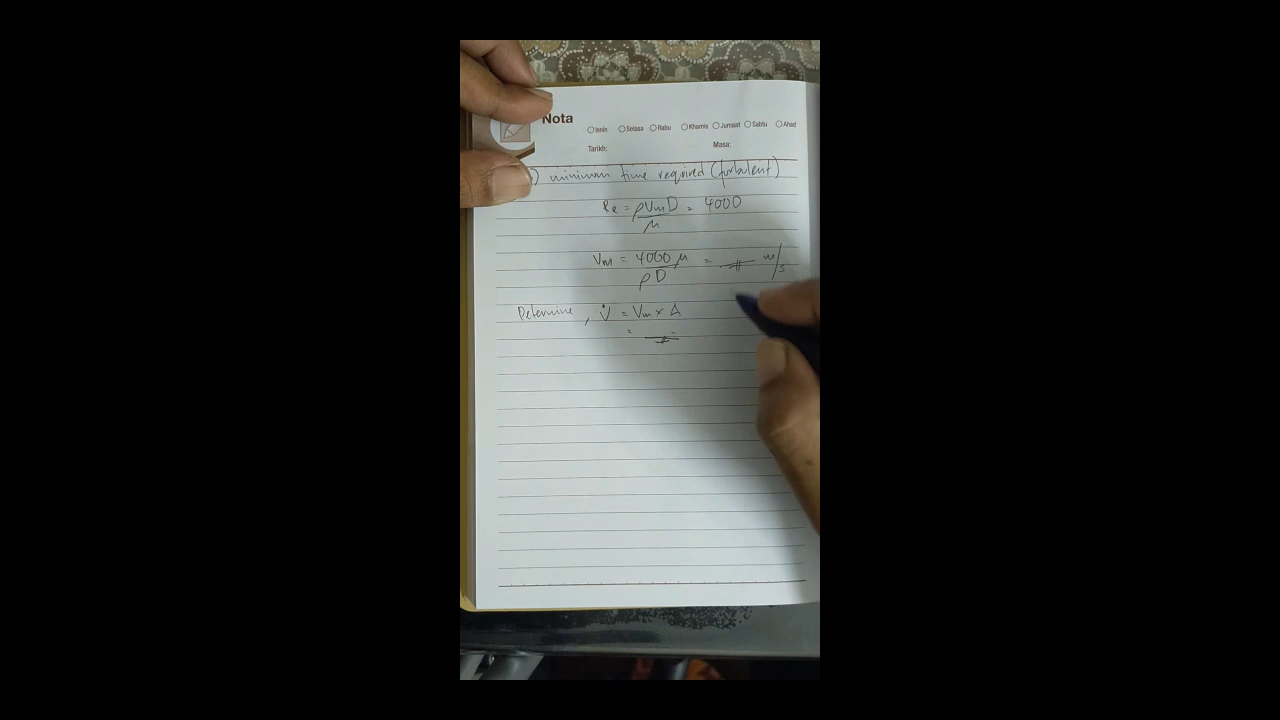 Nota
Isnin Selasa Rabu Khamis Jumaat Sabtu Ahad
Tarikh: Masa:
) minimum time required (turbulent)
Re = ρVmD / μ = 4000
Vm = 4000 μ / ρD = m/s
Determine, V̇ = Vm × A
=